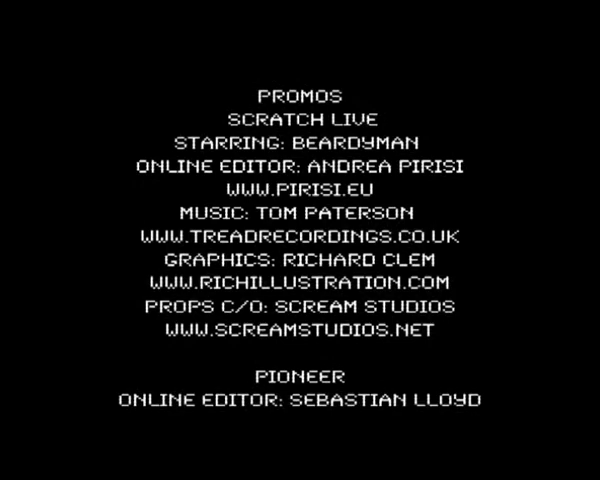 PROMOS
SCRATCH LIVE
STARRING: BEARDYMAN
ONLINE EDITOR: ANDREA PIRISI
WWW.PIRISI.EU
MUSIC: TOM PATERSON
WWW.TREADRECORDINGS.CO.UK
GRAPHICS: RICHARD CLEM
WWW.RICHILLUSTRATION.COM
PROPS C/O: SCREAM STUDIOS
WWW.SCREAMSTUDIOS.NET
PIONEER
ONLINE EDITOR: SEBASTIAN LLOYD